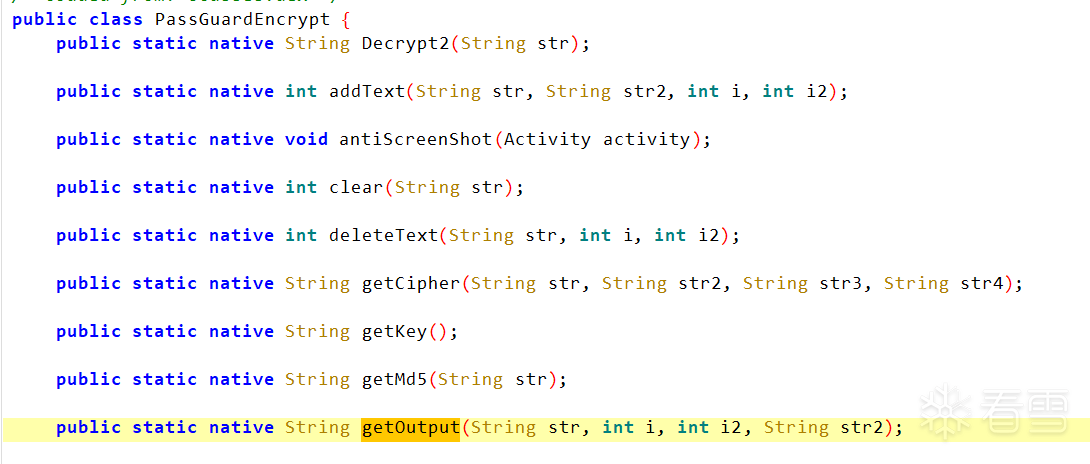 public class PassGuardEncrypt {
public static native String Decrypt2(String str);
public static native int addText(String str, String str2, int i, int i2);
public static native void antiScreenShot(Activity activity);
public static native int clear(String str);
public static native int deleteText(String str, int i, int i2);
public static native String getCipher(String str, String str2, String str3, String str4);
public static native String getKey();
public static native String getMd5(String str);
public static native String getOutput(String str, int i, int i2, String str2);
看雪